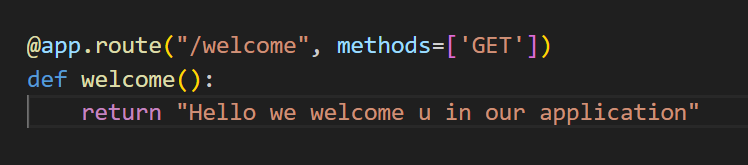 @app.route("/welcome", methods=['GET'])
def welcome():
    return "Hello we welcome u in our application"